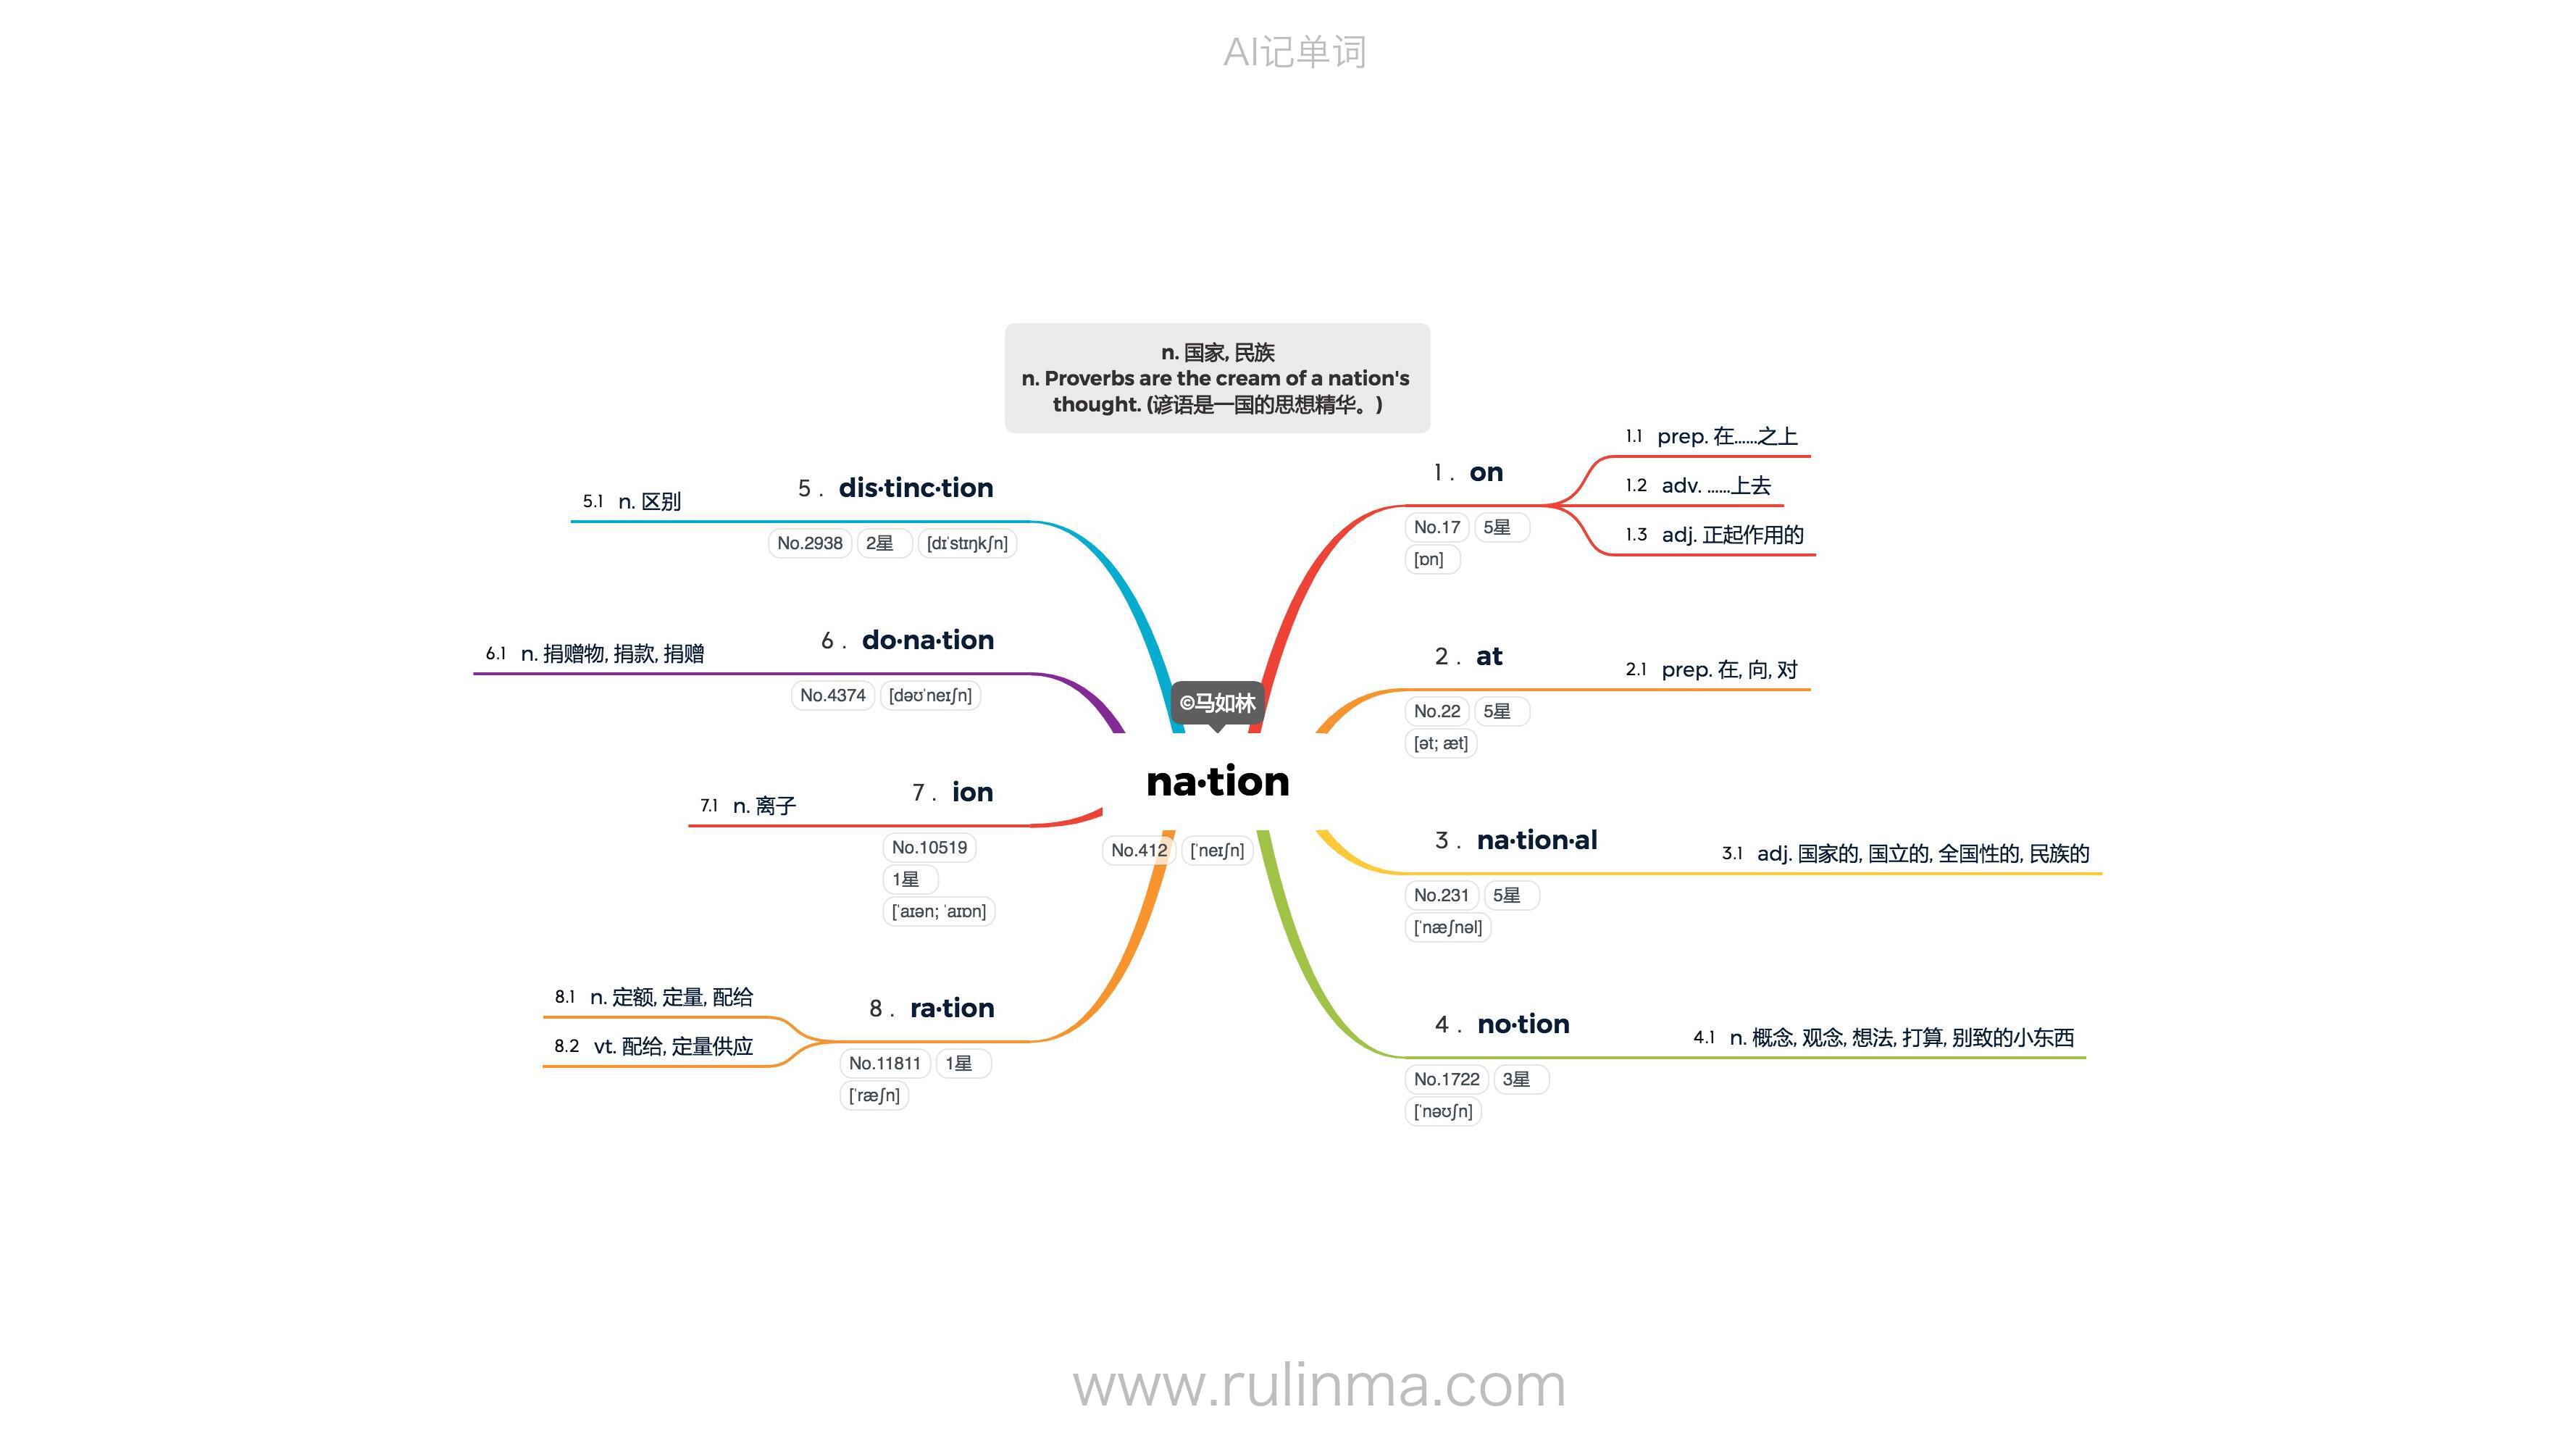 AI记单词
n. 国家, 民族
n. Proverbs are the cream of a nation's
thought. (谚语是一国的思想精华。)
©马如林
na·tion
No.412 [ˈneɪʃn]
1 . on
No.17 5星
[ɒn]
1.1 prep. 在……之上
1.2 adv. ……上去
1.3 adj. 正起作用的
2 . at
No.22 5星
[ət; æt]
2.1 prep. 在, 向, 对
3 . na·tion·al
No.231 5星
[ˈnæʃnəl]
3.1 adj. 国家的, 国立的, 全国性的, 民族的
4 . no·tion
No.1722 3星
[ˈnəʊʃn]
4.1 n. 概念, 观念, 想法, 打算, 别致的小东西
5 . dis·tinc·tion
No.2938 2星 [dɪˈstɪŋkʃn]
5.1 n. 区别
6 . do·na·tion
No.4374 [dəʊˈneɪʃn]
6.1 n. 捐赠物, 捐款, 捐赠
7 . ion
No.10519
1星
[ˈaɪən; ˈaɪɒn]
7.1 n. 离子
8 . ra·tion
No.11811 1星
[ˈræʃn]
8.1 n. 定额, 定量, 配给
8.2 vt. 配给, 定量供应
www.rulinma.com